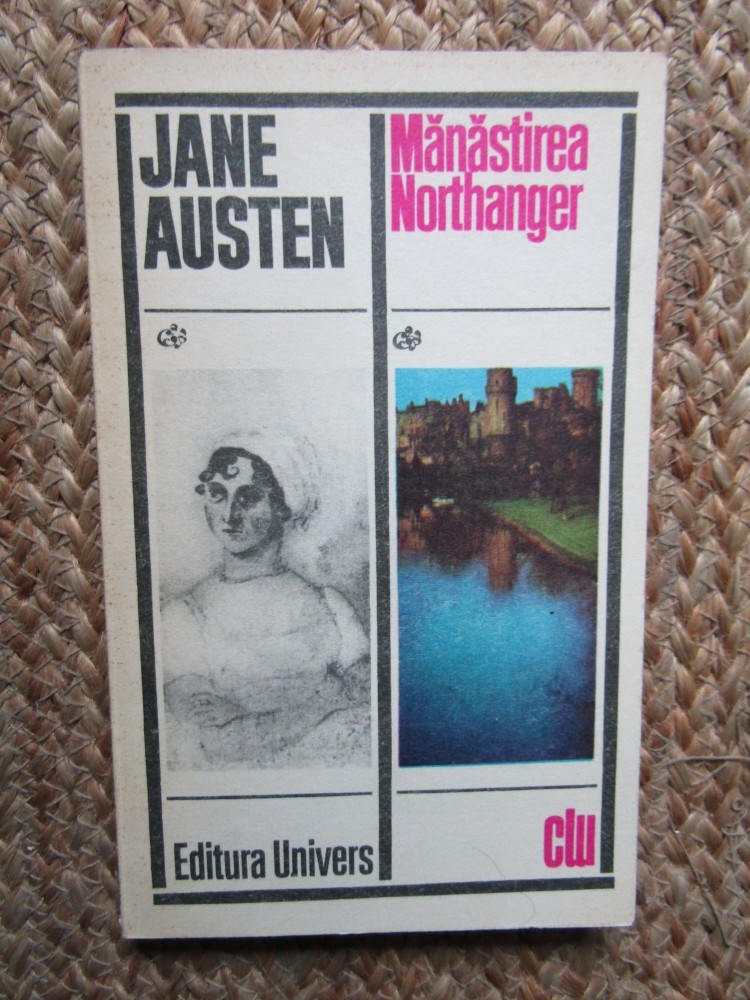 JANE
AUSTEN
Mănăstirea
Northanger
Editura Univers
clu